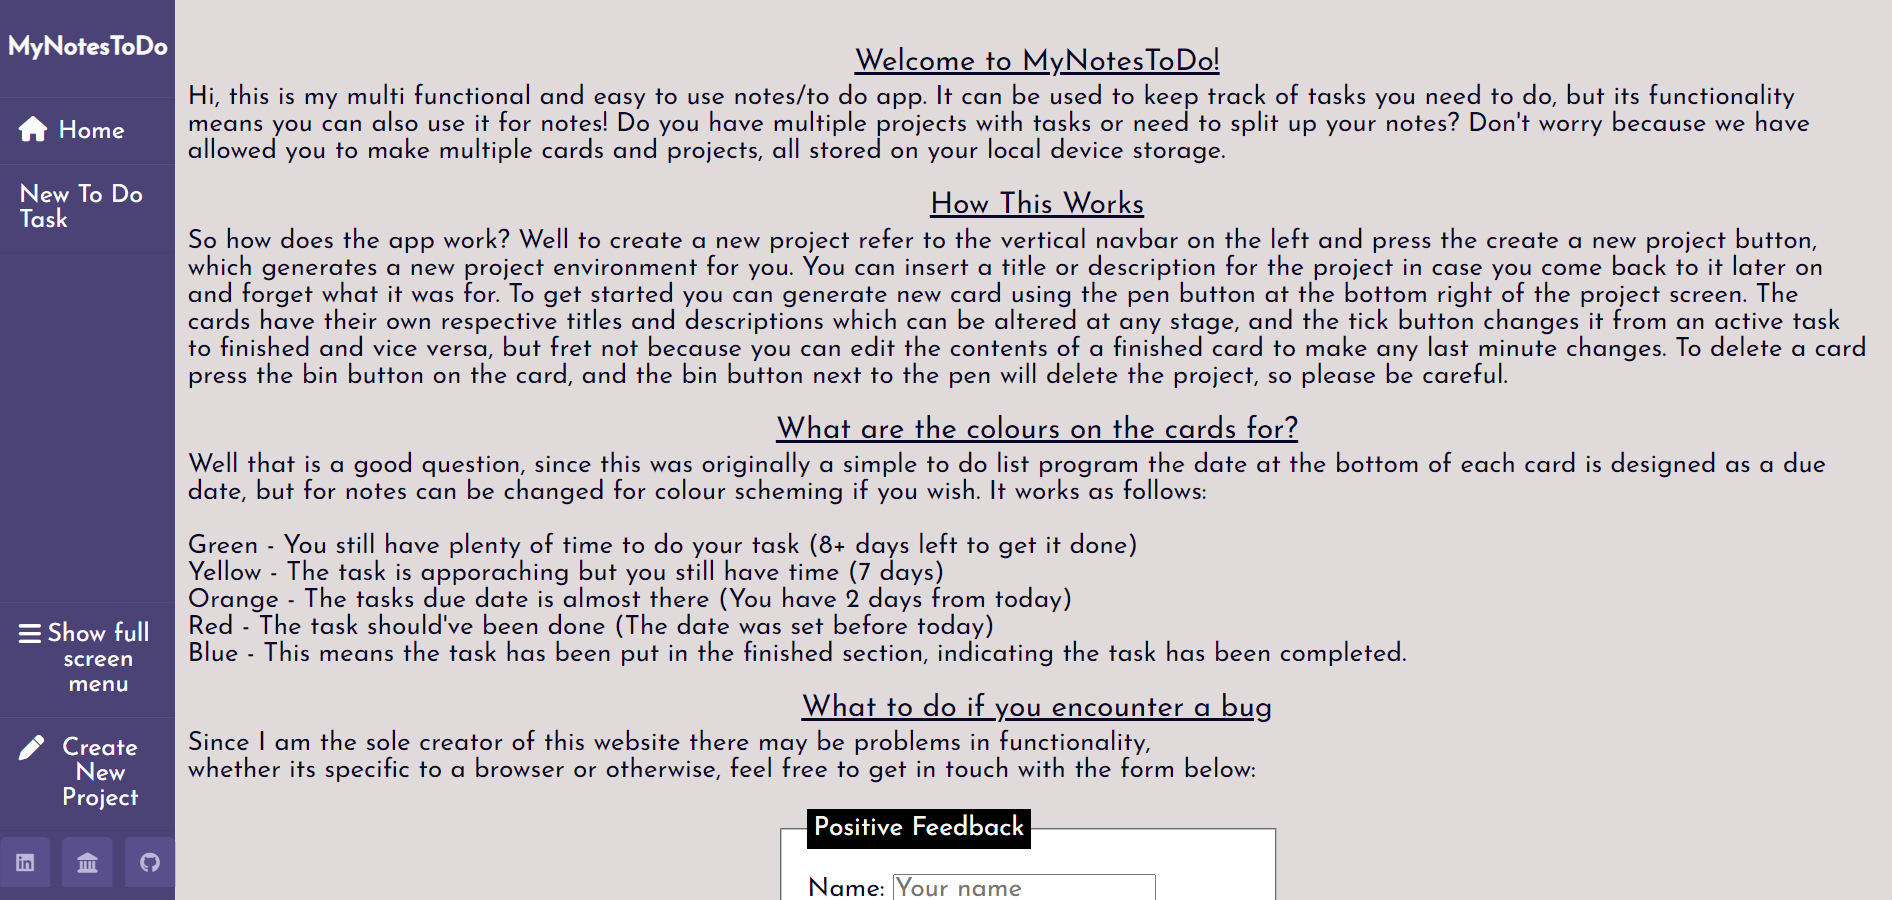 MyNotesToDo
Home
New To Do
Task
Show full
screen
menu
Create
New
Project
Welcome to MyNotesToDo!
Hi, this is my multi functional and easy to use notes/to do app. It can be used to keep track of tasks you need to do, but its functionality
means you can also use it for notes! Do you have multiple projects with tasks or need to split up your notes? Don't worry because we have
allowed you to make multiple cards and projects, all stored on your local device storage.
How This Works
So how does the app work? Well to create a new project refer to the vertical navbar on the left and press the create a new project button,
which generates a new project environment for you. You can insert a title or description for the project in case you come back to it later on
and forget what it was for. To get started you can generate new card using the pen button at the bottom right of the project screen. The
cards have their own respective titles and descriptions which can be altered at any stage, and the tick button changes it from an active task
to finished and vice versa, but fret not because you can edit the contents of a finished card to make any last minute changes. To delete a card
press the bin button on the card, and the bin button next to the pen will delete the project, so please be careful.
What are the colours on the cards for?
Well that is a good question, since this was originally a simple to do list program the date at the bottom of each card is designed as a due
date, but for notes can be changed for colour scheming if you wish. It works as follows:
Green - You still have plenty of time to do your task (8+ days left to get it done)
Yellow - The task is apporaching but you still have time (7 days)
Orange - The tasks due date is almost there (You have 2 days from today)
Red - The task should've been done (The date was set before today)
Blue - This means the task has been put in the finished section, indicating the task has been completed.
What to do if you encounter a bug
Since I am the sole creator of this website there may be problems in functionality,
whether its specific to a browser or otherwise, feel free to get in touch with the form below:
Positive Feedback
Name: Your name